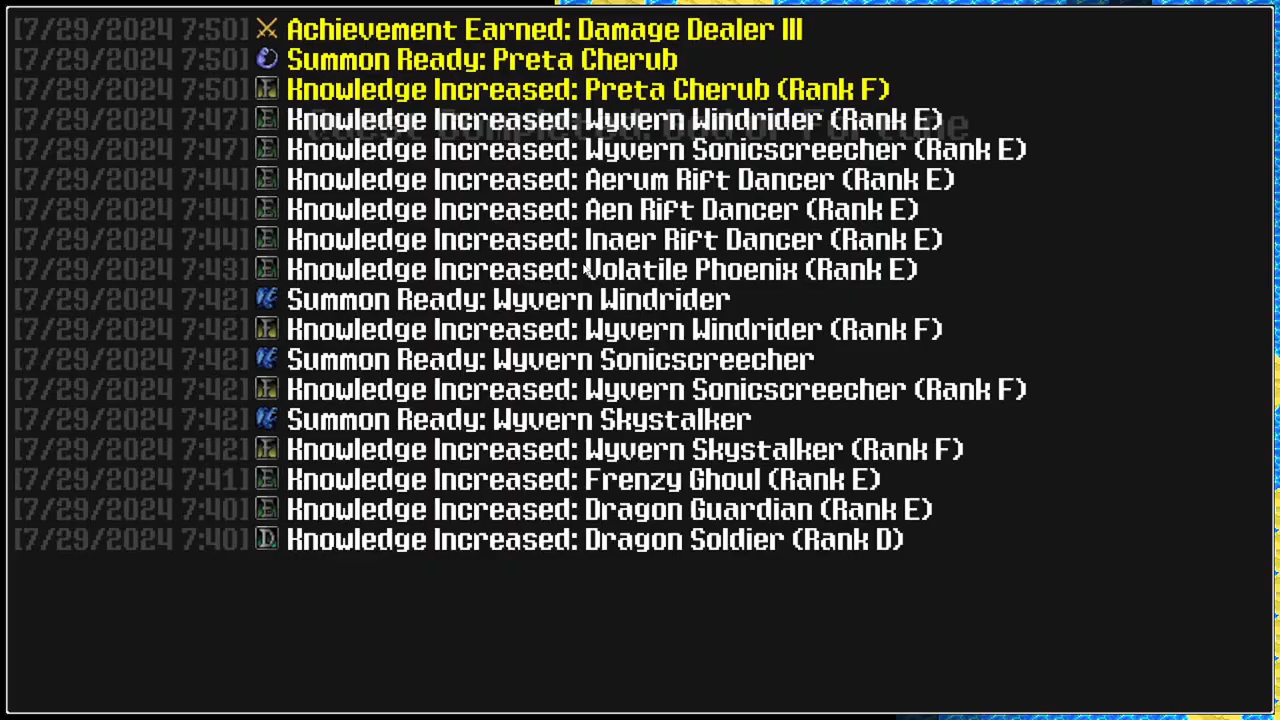 [7/29/2024 7:50] Achievement Earned: Damage Dealer III
[7/29/2024 7:50] Summon Ready: Preta Cherub
[7/29/2024 7:50] F Knowledge Increased: Preta Cherub (Rank F)
[7/29/2024 7:47] E Knowledge Increased: Wyvern Windrider (Rank E)
[7/29/2024 7:47] E Knowledge Increased: Wyvern Sonicscreecher (Rank E)
[7/29/2024 7:44] E Knowledge Increased: Aerum Rift Dancer (Rank E)
[7/29/2024 7:44] E Knowledge Increased: Aen Rift Dancer (Rank E)
[7/29/2024 7:44] E Knowledge Increased: Inaer Rift Dancer (Rank E)
[7/29/2024 7:43] E Knowledge Increased: Volatile Phoenix (Rank E)
[7/29/2024 7:42] Summon Ready: Wyvern Windrider
[7/29/2024 7:42] F Knowledge Increased: Wyvern Windrider (Rank F)
[7/29/2024 7:42] Summon Ready: Wyvern Sonicscreecher
[7/29/2024 7:42] F Knowledge Increased: Wyvern Sonicscreecher (Rank F)
[7/29/2024 7:42] Summon Ready: Wyvern Skystalker
[7/29/2024 7:42] F Knowledge Increased: Wyvern Skystalker (Rank F)
[7/29/2024 7:41] E Knowledge Increased: Frenzy Ghoul (Rank E)
[7/29/2024 7:40] E Knowledge Increased: Dragon Guardian (Rank E)
[7/29/2024 7:40] D Knowledge Increased: Dragon Soldier (Rank D)